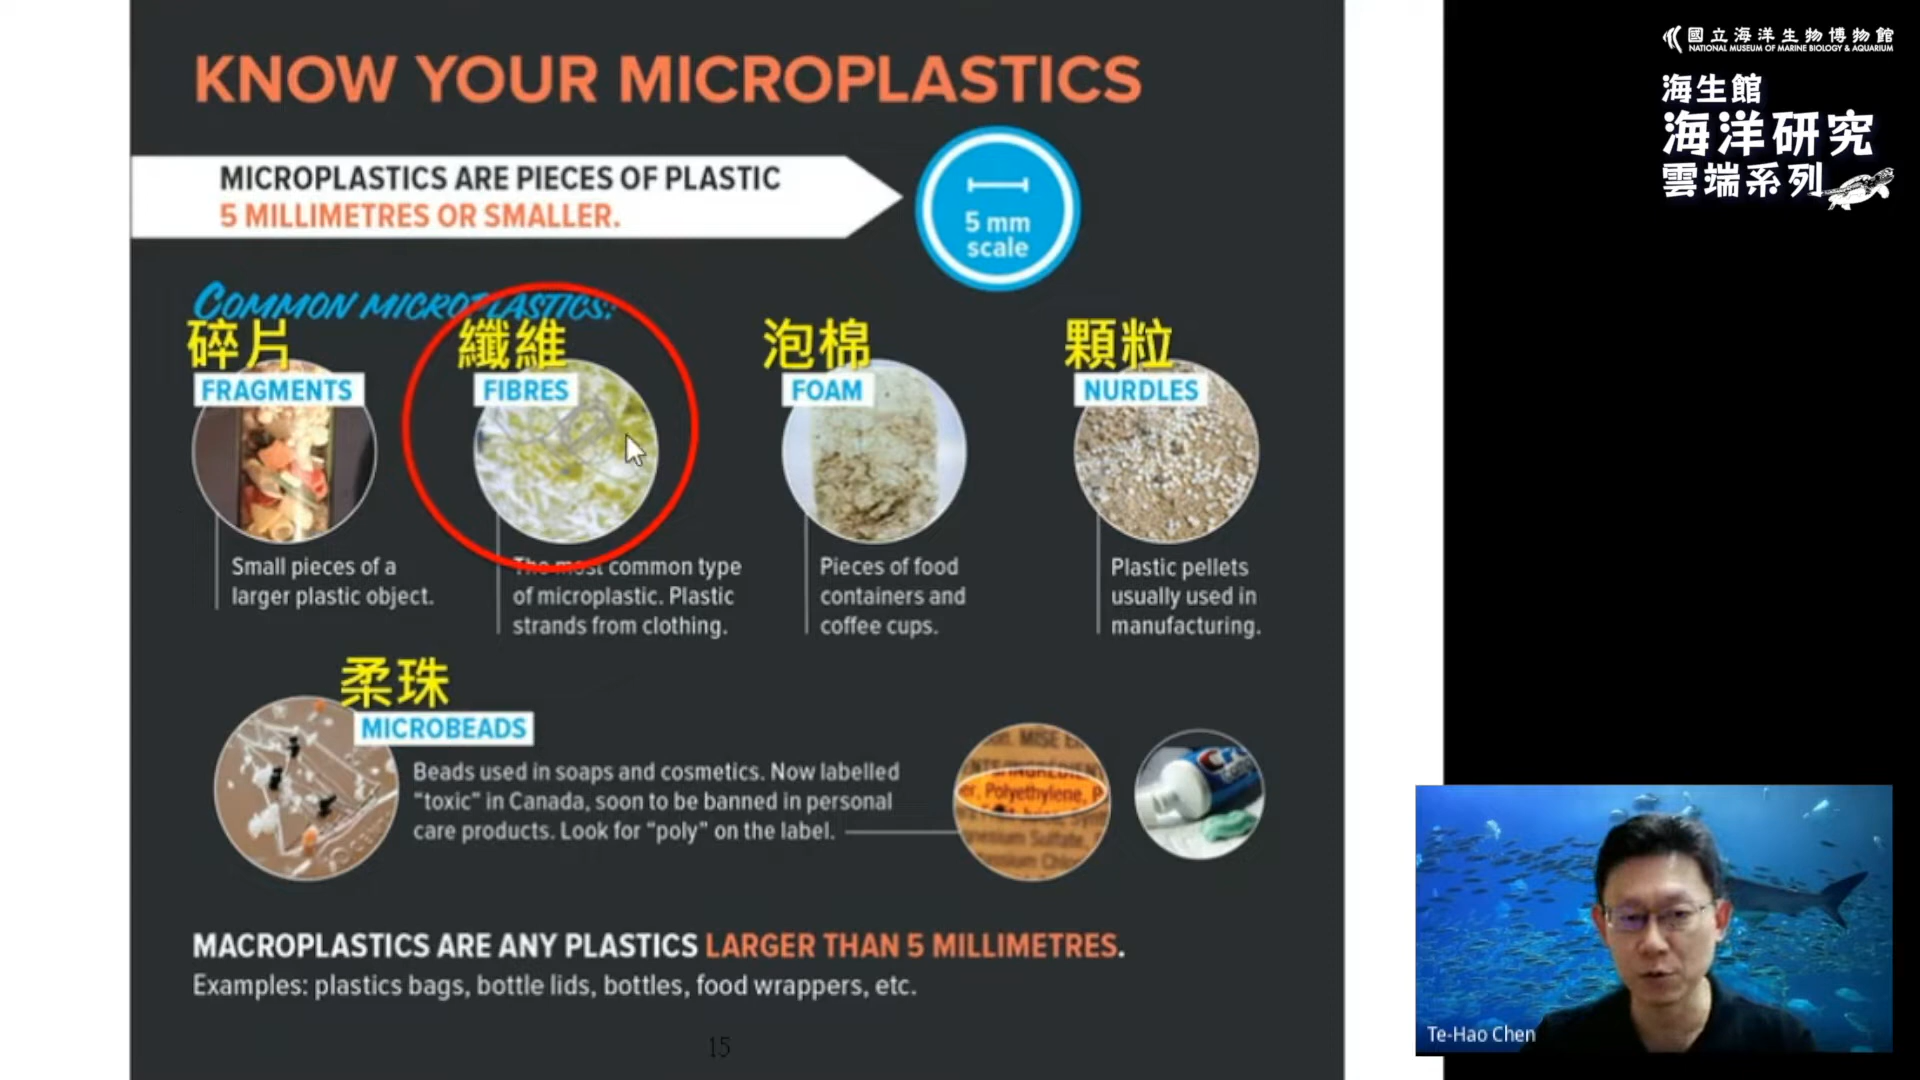 KNOW YOUR MICROPLASTICS
MICROPLASTICS ARE PIECES OF PLASTIC
5 MILLIMETRES OR SMALLER.
5 mm
scale
COMMON MICROPLASTICS:
碎片
FRAGMENTS
Small pieces of a
larger plastic object.
纖維
FIBRES
The most common type
of microplastic. Plastic
strands from clothing.
泡棉
FOAM
Pieces of food
containers and
coffee cups.
顆粒
NURDLES
Plastic pellets
usually used in
manufacturing.
柔珠
MICROBEADS
Beads used in soaps and cosmetics. Now labelled
“toxic” in Canada, soon to be banned in personal
care products. Look for “poly” on the label.
MISE
er, Polyethylene, P
Sulfate,
MACROPLASTICS ARE ANY PLASTICS LARGER THAN 5 MILLIMETRES.
Examples: plastics bags, bottle lids, bottles, food wrappers, etc.
15
國立海洋生物博物館
NATIONAL MUSEUM OF MARINE BIOLOGY & AQUARIUM
海生館
海洋研究
雲端系列
Te-Hao Chen